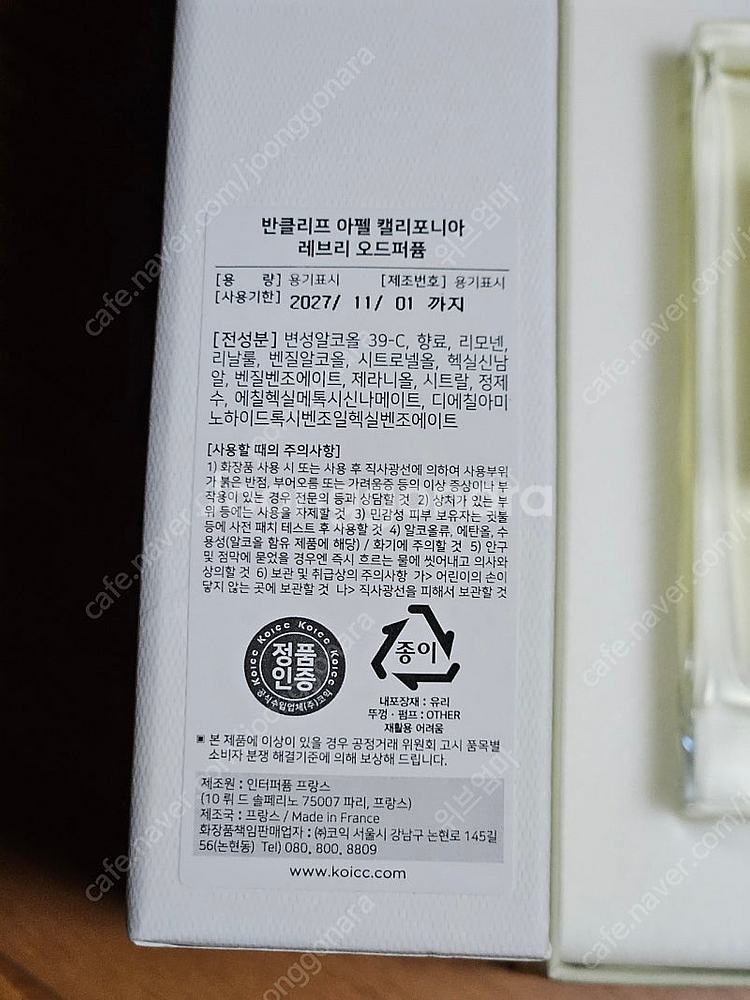 반클리프 아펠 캘리포니아
레브리 오드퍼퓸
[용 량] 용기표시 [제조번호] 용기표시
[사용기한] 2027/ 11/ 01 까지
[전성분] 변성알코올 39-C, 향료, 리모넨,
리날룰, 벤질알코올, 시트로넬올, 헥실신남
알, 벤질벤조에이트, 제라니올, 시트랄, 정제
수, 에칠헥실메톡시신나메이트, 디에칠아미
노하이드록시벤조일헥실벤조에이트
[사용할 때의 주의사항]
1) 화장품 사용 시 또는 사용 후 직사광선에 의하여 사용부위
가 붉은 반점, 부어오름 또는 가려움증 등의 이상 증상이나 부
작용이 있는 경우 전문의 등과 상담할 것 2) 상처가 있는 부
위 등에는 사용을 자제할 것 3) 민감성 피부 보유자는 귓볼
등에 사전 패치 테스트 후 사용할 것 4) 알코올류, 에탄올, 수
용성(알코올 함유 제품에 해당) / 화기에 주의할 것 5) 안구
및 점막에 묻었을 경우엔 즉시 흐르는 물에 씻어내고 의사와
상의할 것 6) 보관 및 취급상의 주의사항 가> 어린이의 손이
닿지 않는 곳에 보관할 것 나> 직사광선을 피해서 보관할 것
Koicc Koicc Koicc Koicc
정품
인증
공식수입업체(주)코익
종이
내포장재 : 유리
뚜껑 · 펌프 : OTHER
재활용 어려움
▣ 본 제품에 이상이 있을 경우 공정거래 위원회 고시 품목별
소비자 분쟁 해결기준에 의해 보상해 드립니다.
제조원 : 인터퍼퓸 프랑스
(10 뤼 드 솔페리노 75007 파리, 프랑스)
제조국 : 프랑스 / Made in France
화장품책임판매업자 : ㈜코익 서울시 강남구 논현로 145길
56(논현동) Tel) 080. 800. 8809
www.koicc.com
cafe.naver.com/joonggonara
위브엄마